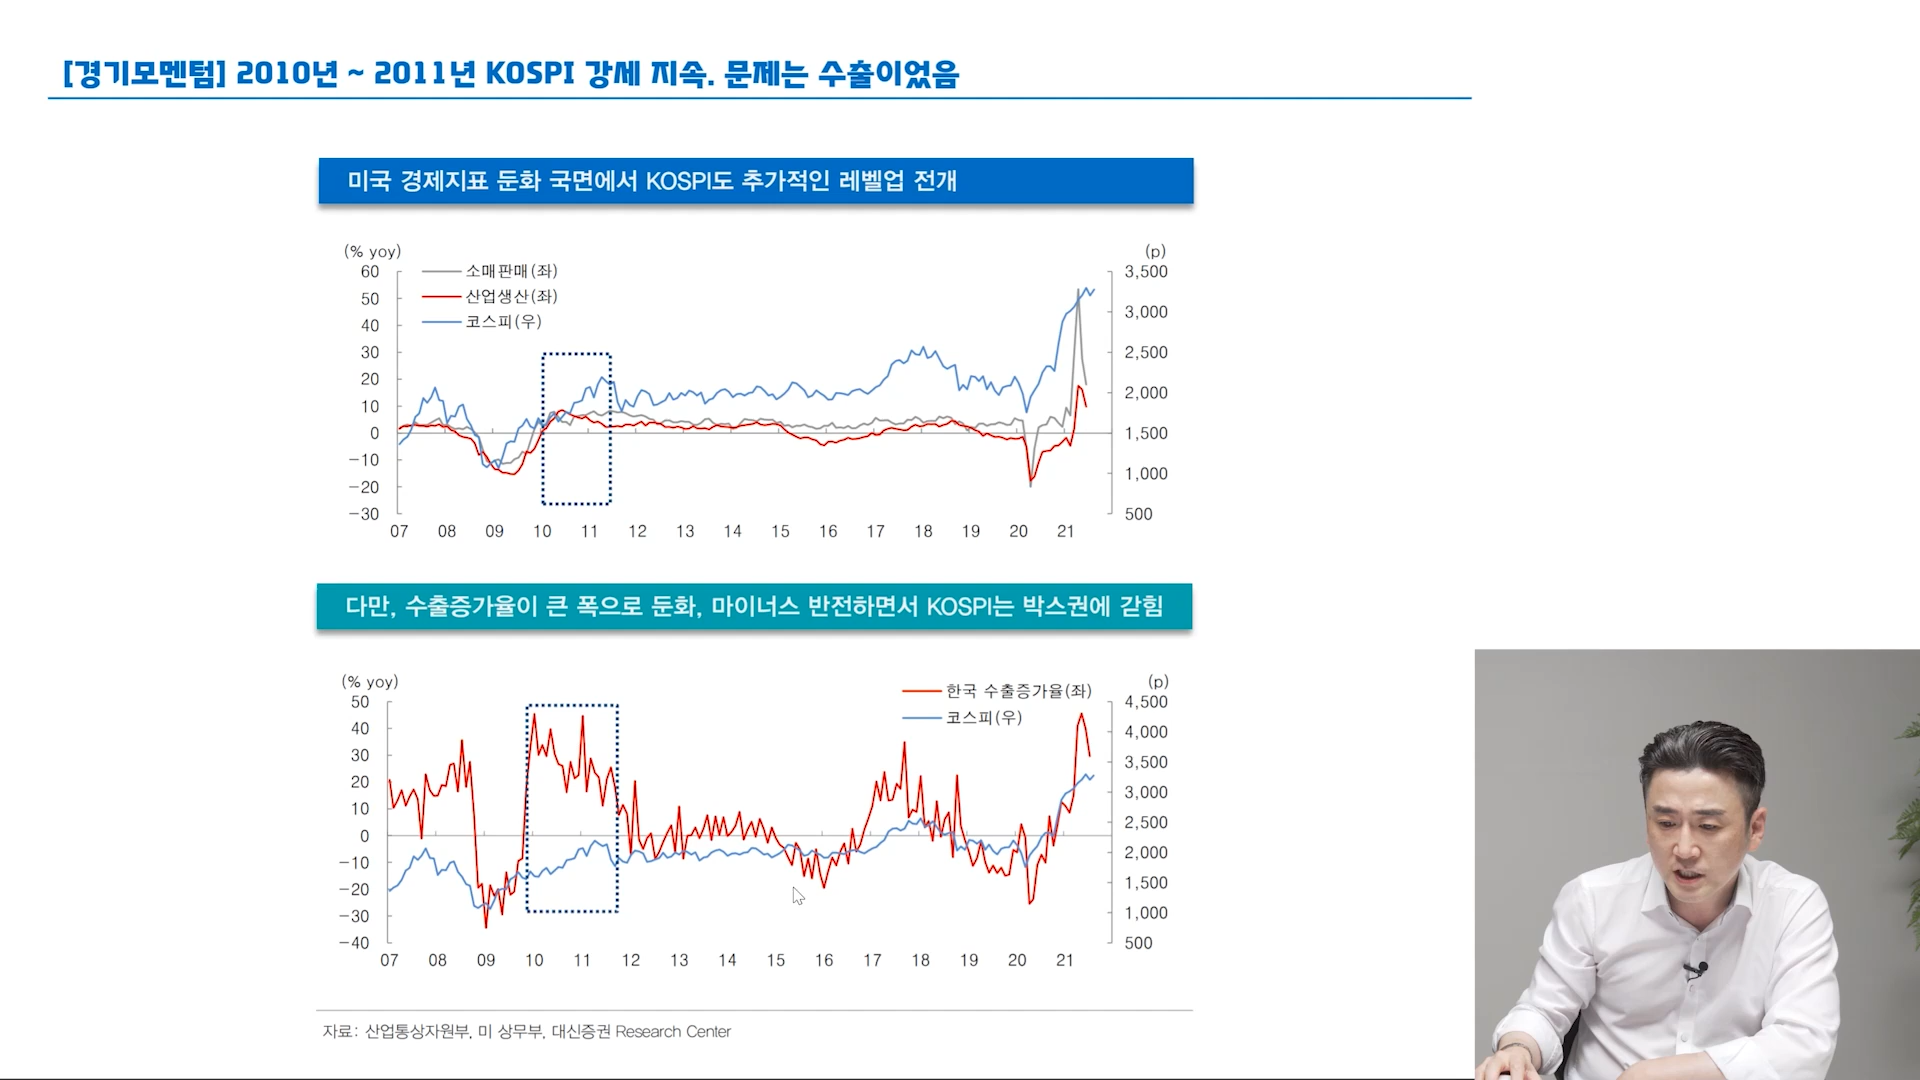 [경기모멘텀] 2010년 ~ 2011년 KOSPI 강세 지속. 문제는 수출이었음
미국 경제지표 둔화 국면에서 KOSPI도 추가적인 레벨업 전개
(% yoy) (p)
소매판매(좌)
산업생산(좌)
코스피(우)
60 3,500
50 3,000
40
30 2,500
20 2,000
10
0 1,500
-10 1,000
-20
-30 500
07 08 09 10 11 12 13 14 15 16 17 18 19 20 21
다만, 수출증가율이 큰 폭으로 둔화, 마이너스 반전하면서 KOSPI는 박스권에 갇힘
(% yoy) (p)
한국 수출증가율(좌)
코스피(우)
50 4,500
40 4,000
30 3,500
20 3,000
10 2,500
0 2,000
-10 1,500
-20 1,000
-30 500
-40
07 08 09 10 11 12 13 14 15 16 17 18 19 20 21
자료: 산업통상자원부, 미 상무부, 대신증권 Research Center